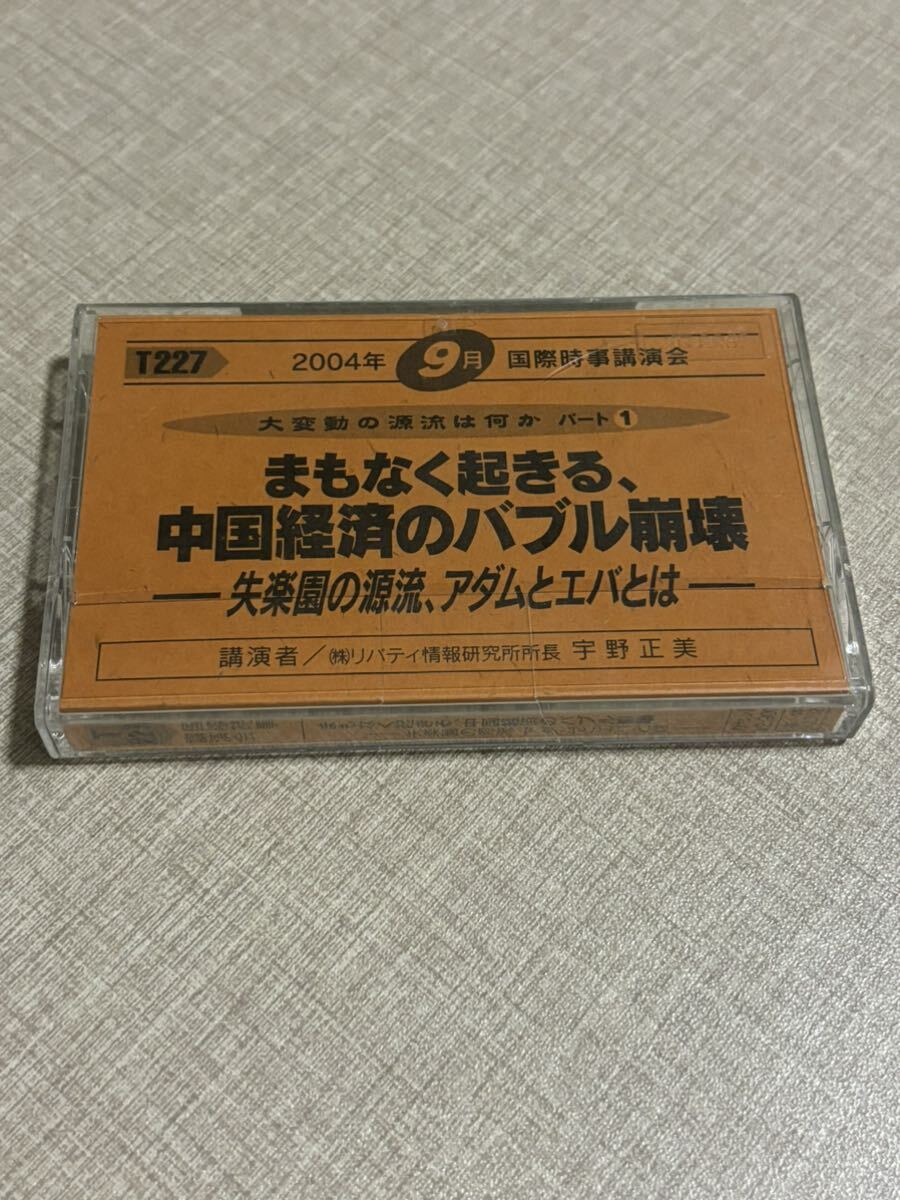 T227 2004年 9月 国際時事講演会
大変動の源流は何か パート1
まもなく起きる、
中国経済のバブル崩壊
— 失楽園の源流、アダムとエバとは —
講演者/㈱リバティ情報研究所所長 宇野正美